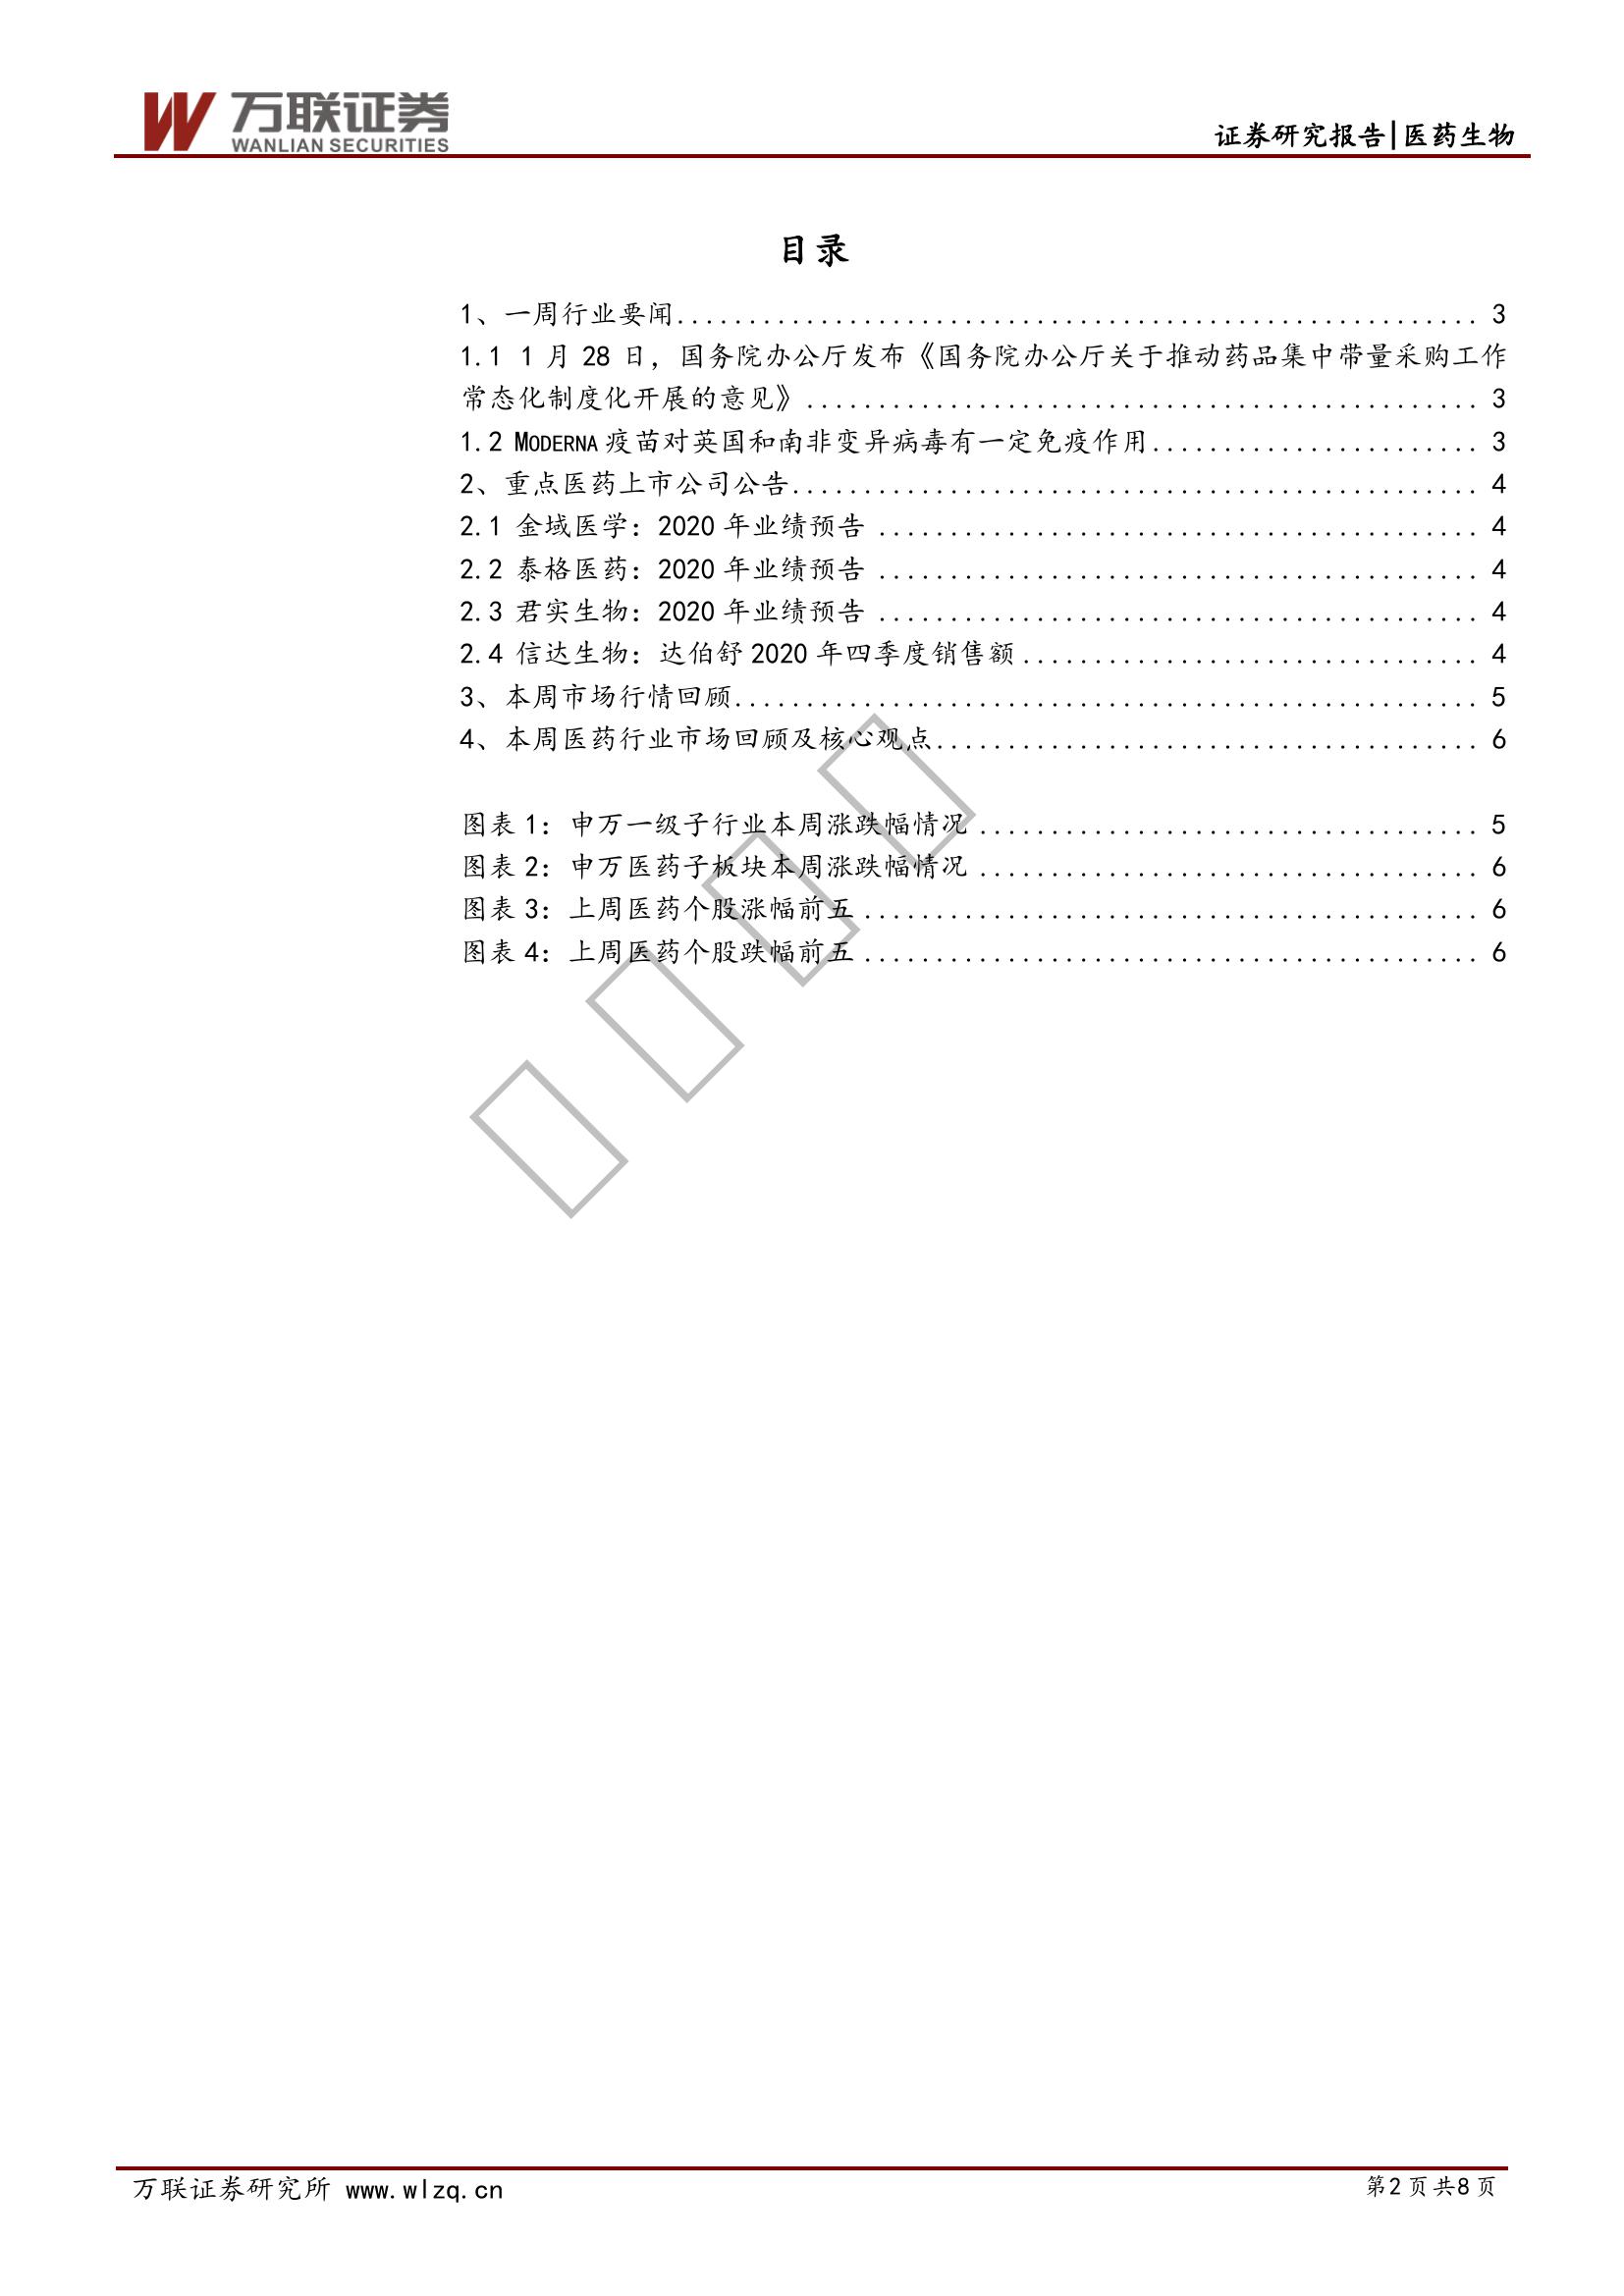 万联证券
WANLIAN SECURITIES
证券研究报告|医药生物
目录
1、一周行业要闻........................................................ 3
1.1 1 月 28 日，国务院办公厅发布《国务院办公厅关于推动药品集中带量采购工作
常态化制度化开展的意见》............................................... 3
1.2 MODERNA 疫苗对英国和南非变异病毒有一定免疫作用....................... 3
2、重点医药上市公司公告................................................ 4
2.1 金域医学：2020 年业绩预告 .......................................... 4
2.2 泰格医药：2020 年业绩预告 .......................................... 4
2.3 君实生物：2020 年业绩预告 .......................................... 4
2.4 信达生物：达伯舒 2020 年四季度销售额................................ 4
3、本周市场行情回顾.................................................... 5
4、本周医药行业市场回顾及核心观点...................................... 6
图表 1：申万一级子行业本周涨跌幅情况 ................................... 5
图表 2：申万医药子板块本周涨跌幅情况 ................................... 6
图表 3：上周医药个股涨幅前五 ........................................... 6
图表 4：上周医药个股跌幅前五 ........................................... 6
万联证券研究所 www.wlzq.cn
第2页共8页